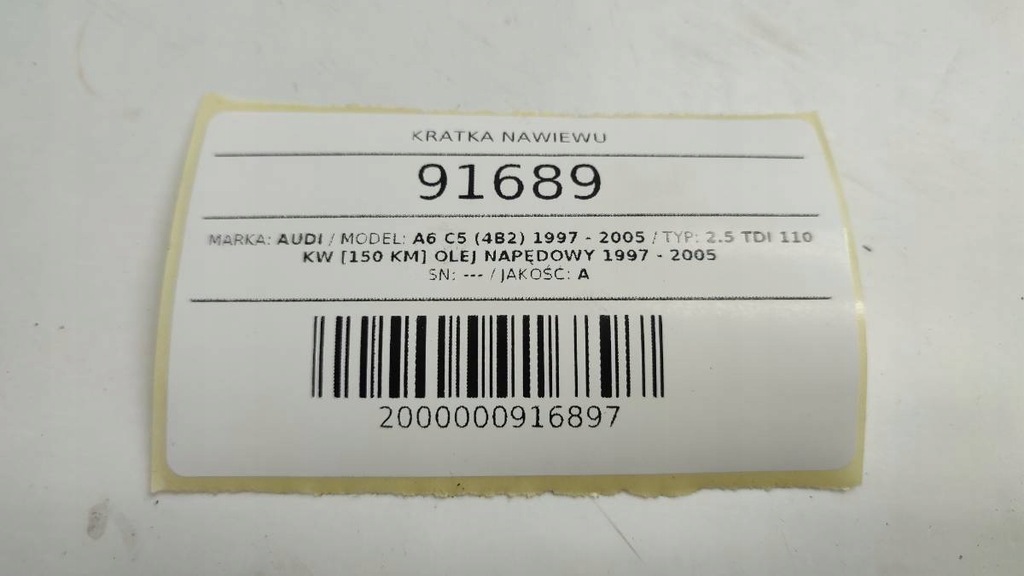 KRATKA NAWIEWU
91689
MARKA: AUDI / MODEL: A6 C5 (4B2) 1997 - 2005 / TYP: 2.5 TDI 110
KW [150 KM] OLEJ NAPĘDOWY 1997 - 2005
SN: --- / JAKOŚĆ: A
2000000916897